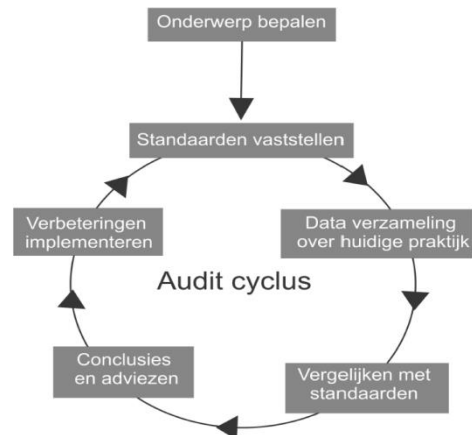 Onderwerp bepalen
Standaarden vaststellen
Data verzameling
over huidige praktijk
Vergelijken met
standaarden
Conclusies
en adviezen
Verbeteringen
implementeren
Audit cyclus